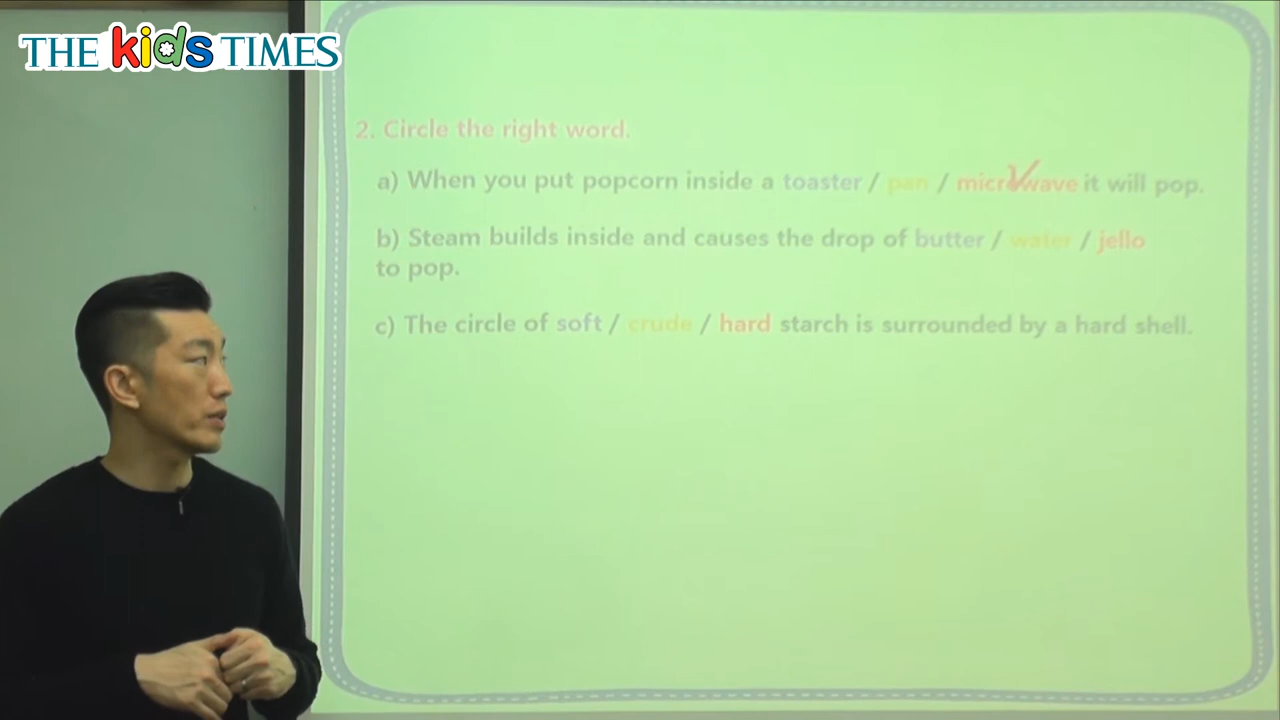 THE kids TIMES
2. Circle the right word.
a) When you put popcorn inside a toaster / pan / microwave it will pop.
b) Steam builds inside and causes the drop of butter / water / jello
to pop.
c) The circle of soft / crude / hard starch is surrounded by a hard shell.